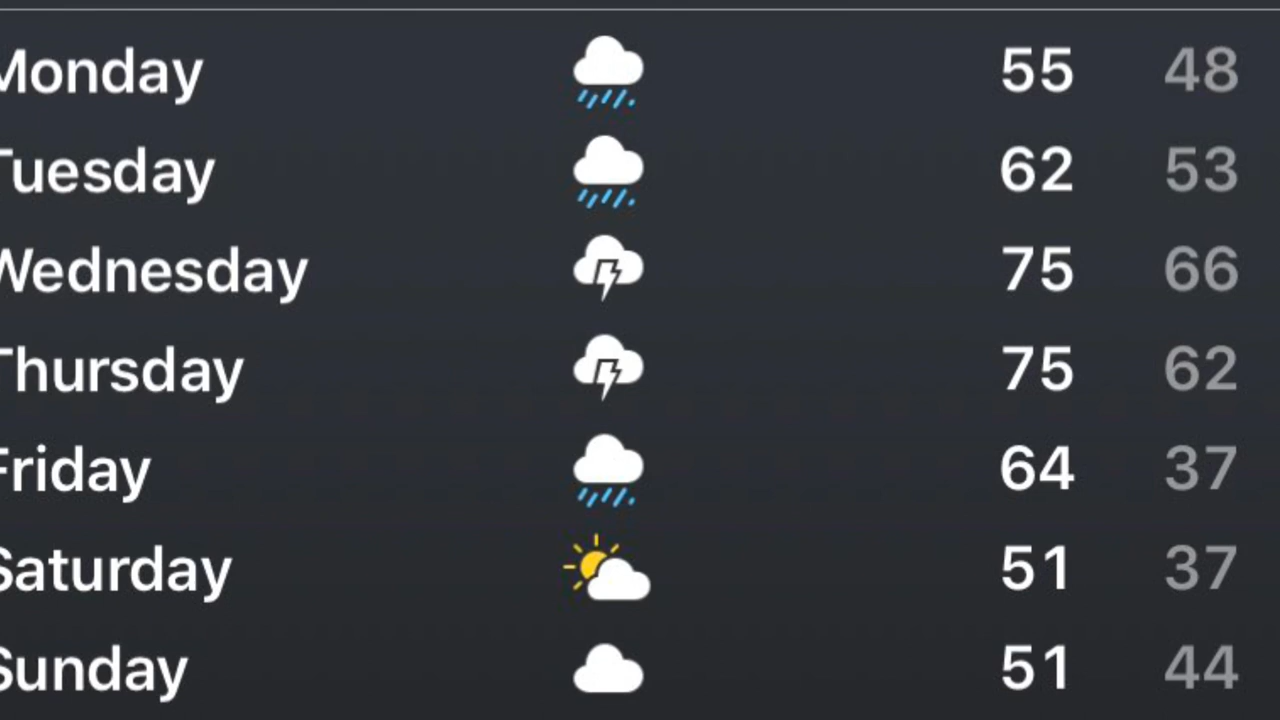 Monday 55 48
Tuesday 62 53
Wednesday 75 66
Thursday 75 62
Friday 64 37
Saturday 51 37
Sunday 51 44